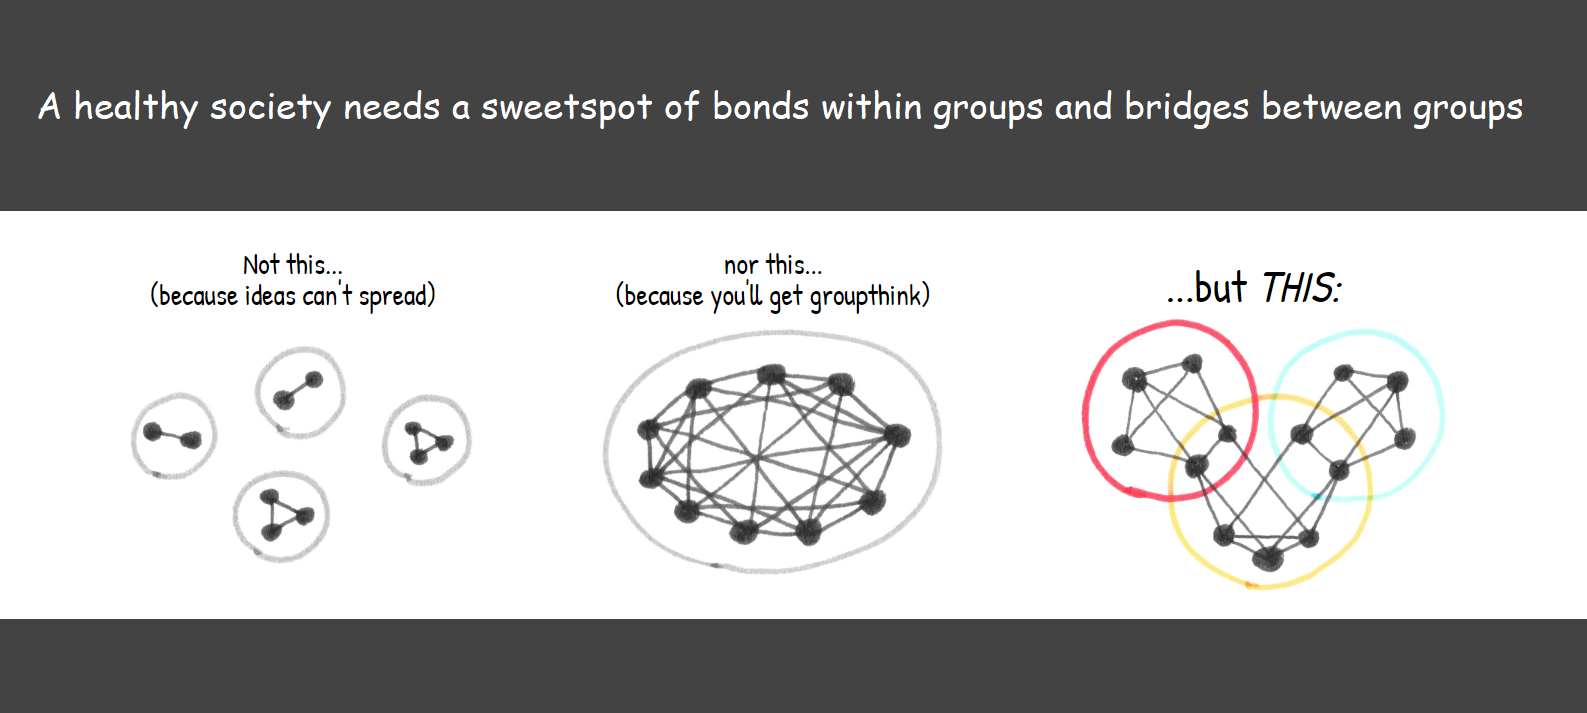 A healthy society needs a sweetspot of bonds within groups and bridges between groups
Not this...
(because ideas can't spread)
nor this...
(because you'll get groupthink)
...but THIS: